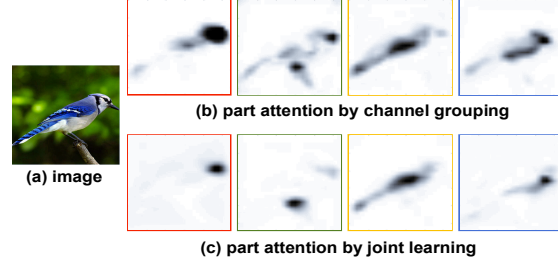 (b) part attention by channel grouping
(a) image
(c) part attention by joint learning